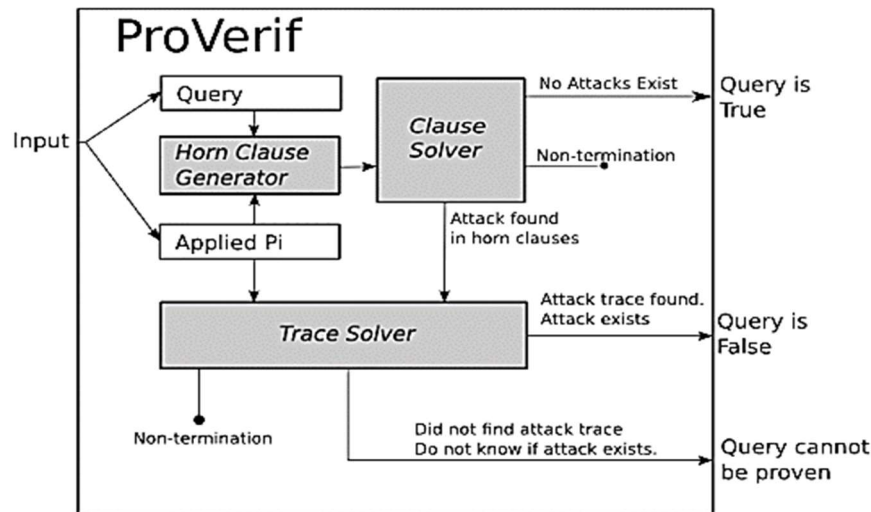 ProVerif
Input
Query
Horn Clause
Generator
Applied Pi
Clause
Solver
No Attacks Exist
Query is
True
Non-termination
Attack found
in horn clauses
Trace Solver
Attack trace found.
Attack exists
Query is
False
Non-termination
Did not find attack trace
Do not know if attack exists.
Query cannot
be proven